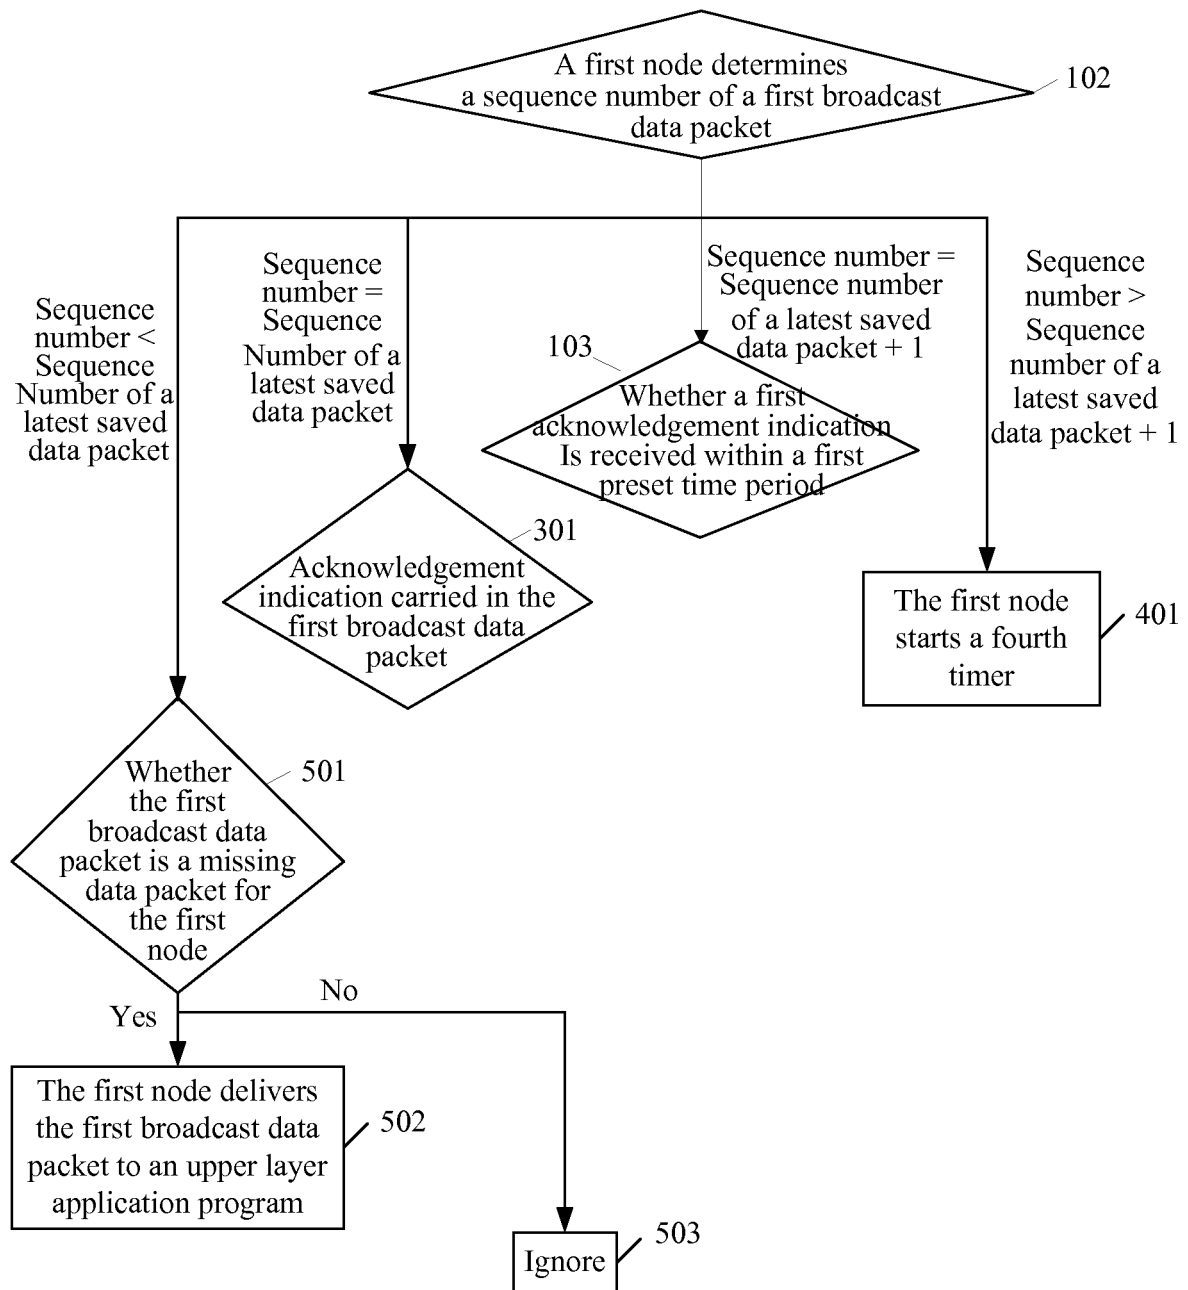 A first node determines
a sequence number of a first broadcast
data packet
102
Sequence
number <
Sequence
Number of a
latest saved
data packet
Sequence
number =
Sequence
Number of a
latest saved
data packet
Sequence number =
Sequence number
of a latest saved
data packet + 1
Sequence
number >
Sequence
number of a
latest saved
data packet + 1
103
Whether a first
acknowledgement indication
Is received within a first
preset time period
301
Acknowledgement
indication carried in the
first broadcast data
packet
The first node
starts a fourth
timer
401
501
Whether
the first
broadcast data
packet is a missing
data packet for
the first
node
Yes
No
The first node delivers
the first broadcast data
packet to an upper layer
application program
502
Ignore
503